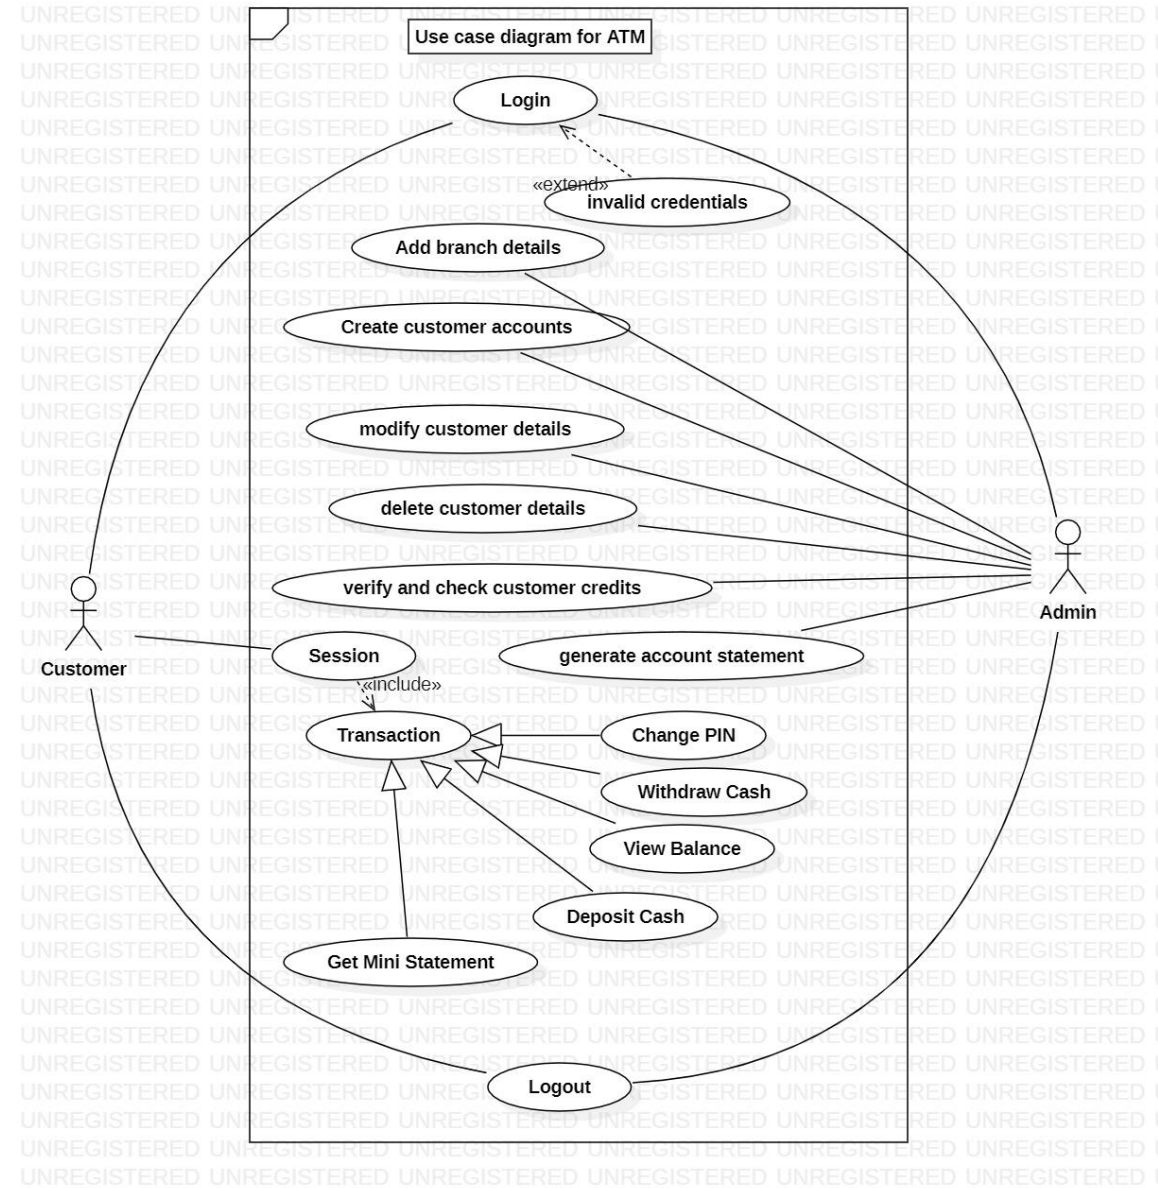 Use case diagram for ATM
Login
«extend»
invalid credentials
Add branch details
Create customer accounts
modify customer details
delete customer details
verify and check customer credits
Admin
Session
generate account statement
Customer
«include»
Transaction
Change PIN
Withdraw Cash
View Balance
Deposit Cash
Get Mini Statement
Logout
UNREGISTERED